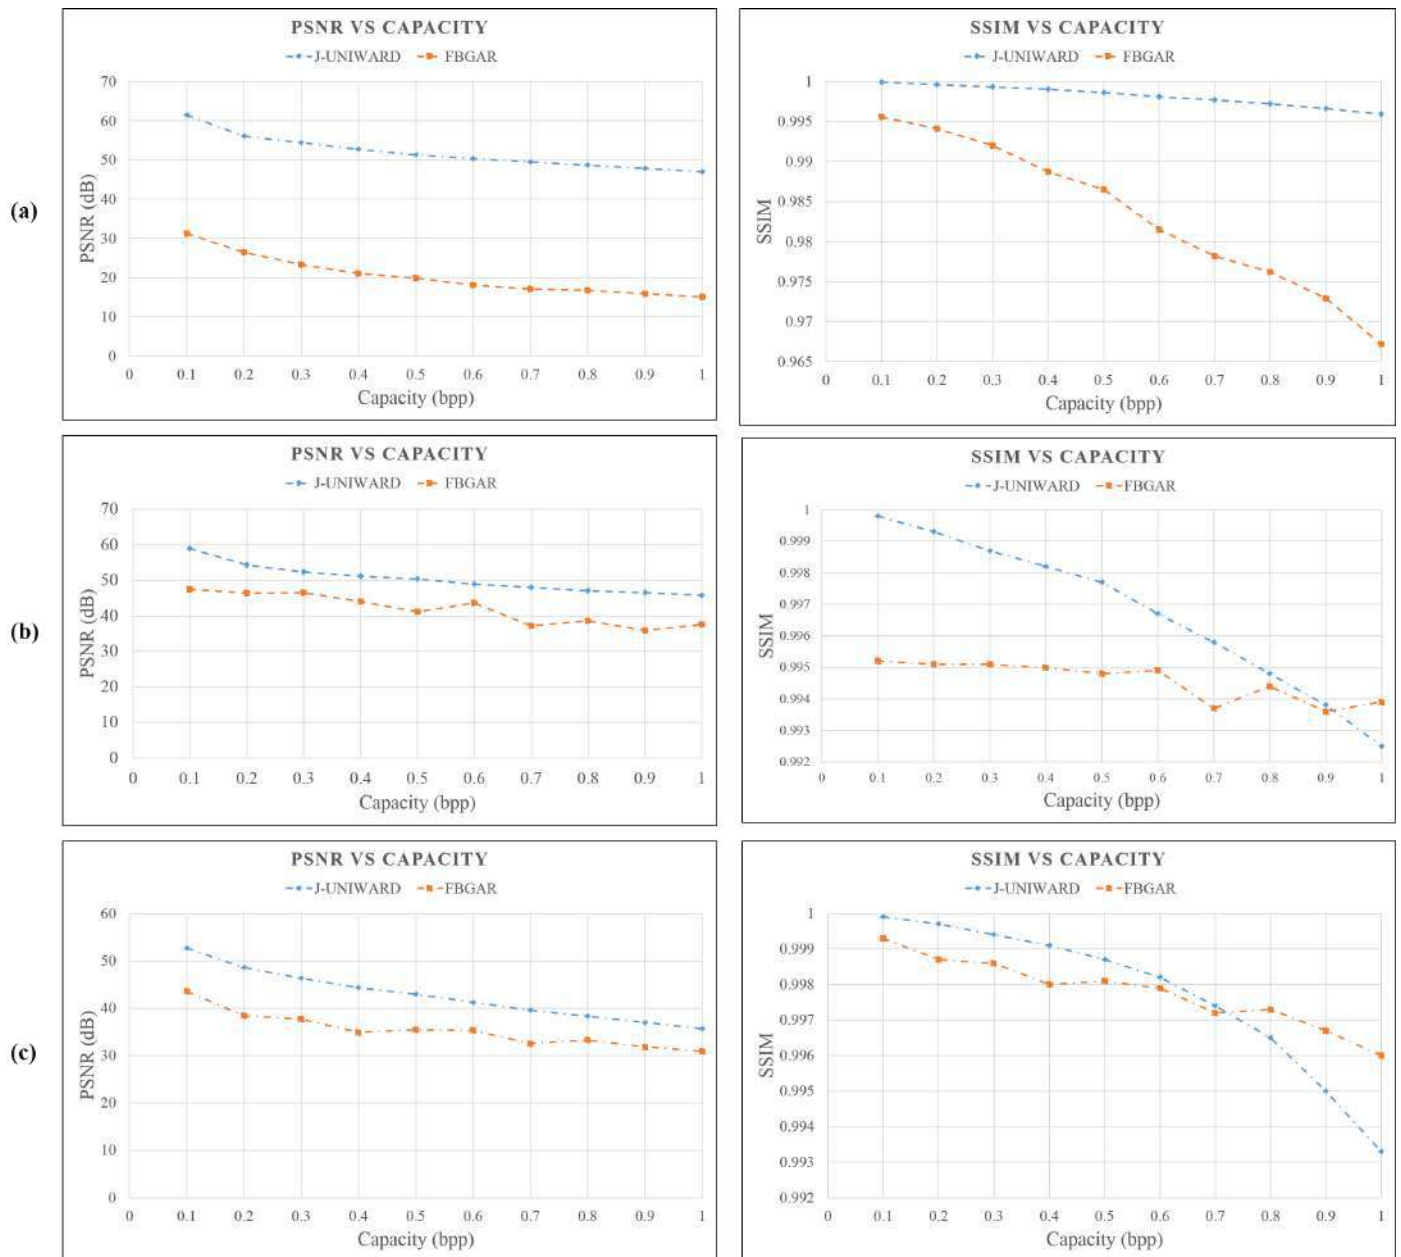 (a)
PSNR VS CAPACITY
J-UNIWARD FBGAR
70
60
50
40
30
20
10
0
PSNR (dB)
0 0.1 0.2 0.3 0.4 0.5 0.6 0.7 0.8 0.9 1
Capacity (bpp)
SSIM VS CAPACITY
J-UNIWARD FBGAR
1
0.995
0.99
0.985
0.98
0.975
0.97
0.965
SSIM
0 0.1 0.2 0.3 0.4 0.5 0.6 0.7 0.8 0.9 1
Capacity (bpp)
(b)
PSNR VS CAPACITY
J-UNIWARD FBGAR
70
60
50
40
30
20
10
0
PSNR (dB)
0 0.1 0.2 0.3 0.4 0.5 0.6 0.7 0.8 0.9 1
Capacity (bpp)
SSIM VS CAPACITY
J-UNIWARD FBGAR
1
0.999
0.998
0.997
0.996
0.995
0.994
0.993
0.992
SSIM
0 0.1 0.2 0.3 0.4 0.5 0.6 0.7 0.8 0.9 1
Capacity (bpp)
(c)
PSNR VS CAPACITY
J-UNIWARD FBGAR
60
50
40
30
20
10
0
PSNR (dB)
0 0.1 0.2 0.3 0.4 0.5 0.6 0.7 0.8 0.9 1
Capacity (bpp)
SSIM VS CAPACITY
J-UNIWARD FBGAR
1
0.999
0.998
0.997
0.996
0.995
0.994
0.993
0.992
SSIM
0 0.1 0.2 0.3 0.4 0.5 0.6 0.7 0.8 0.9 1
Capacity (bpp)